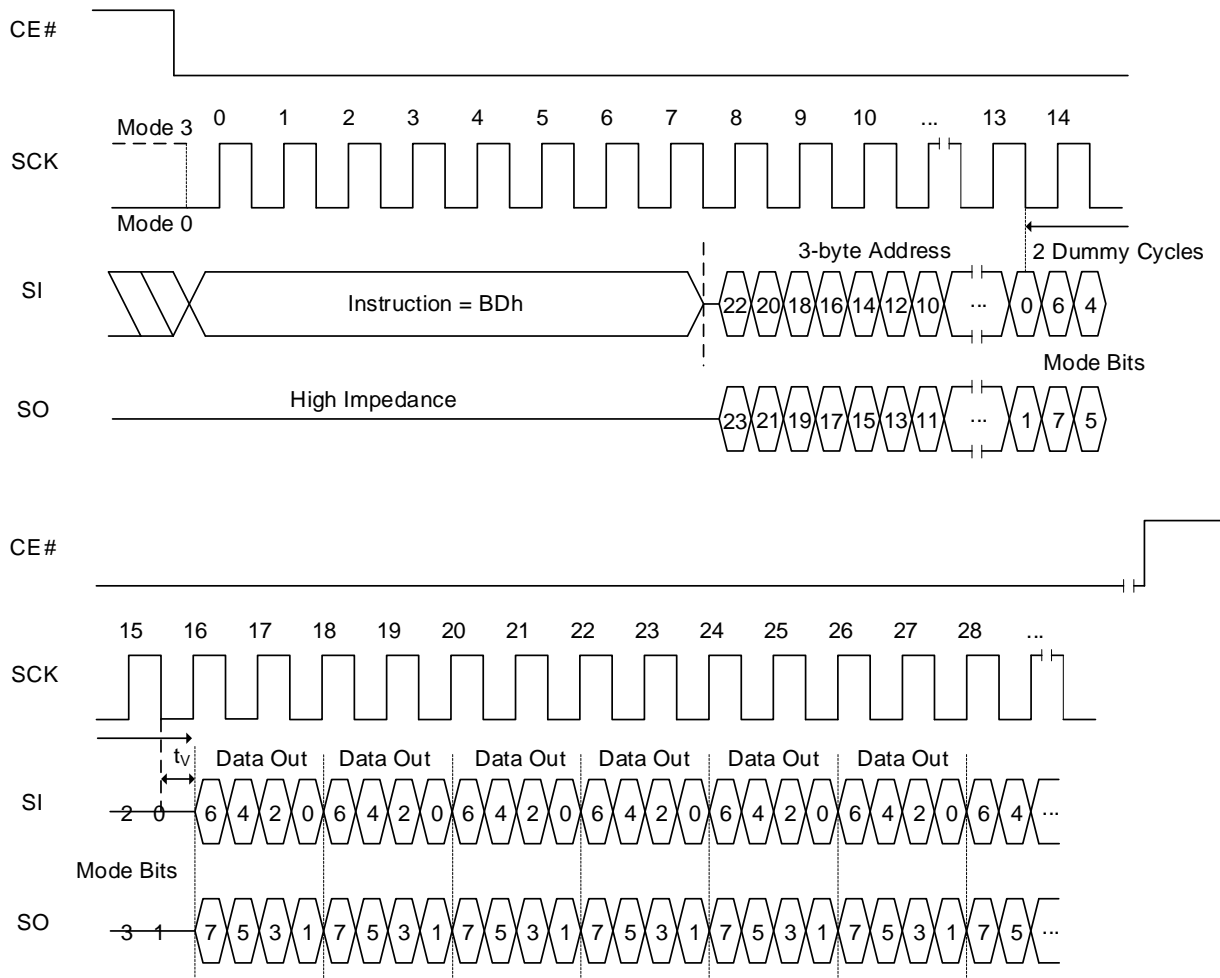 CE#
0 1 2 3 4 5 6 7 8 9 10 ... 13 14
Mode 3
SCK
Mode 0
3-byte Address 2 Dummy Cycles
SI Instruction = BDh 22 20 18 16 14 12 10 ... 0 6 4
Mode Bits
SO High Impedance 23 21 19 17 15 13 11 ... 1 7 5
CE#
15 16 17 18 19 20 21 22 23 24 25 26 27 28 ...
SCK
tV Data Out Data Out Data Out Data Out Data Out Data Out
SI 2 0 6 4 2 0 6 4 2 0 6 4 2 0 6 4 2 0 6 4 2 0 6 4 2 0 6 4 ...
Mode Bits
SO 3 1 7 5 3 1 7 5 3 1 7 5 3 1 7 5 3 1 7 5 3 1 7 5 3 1 7 5 ...